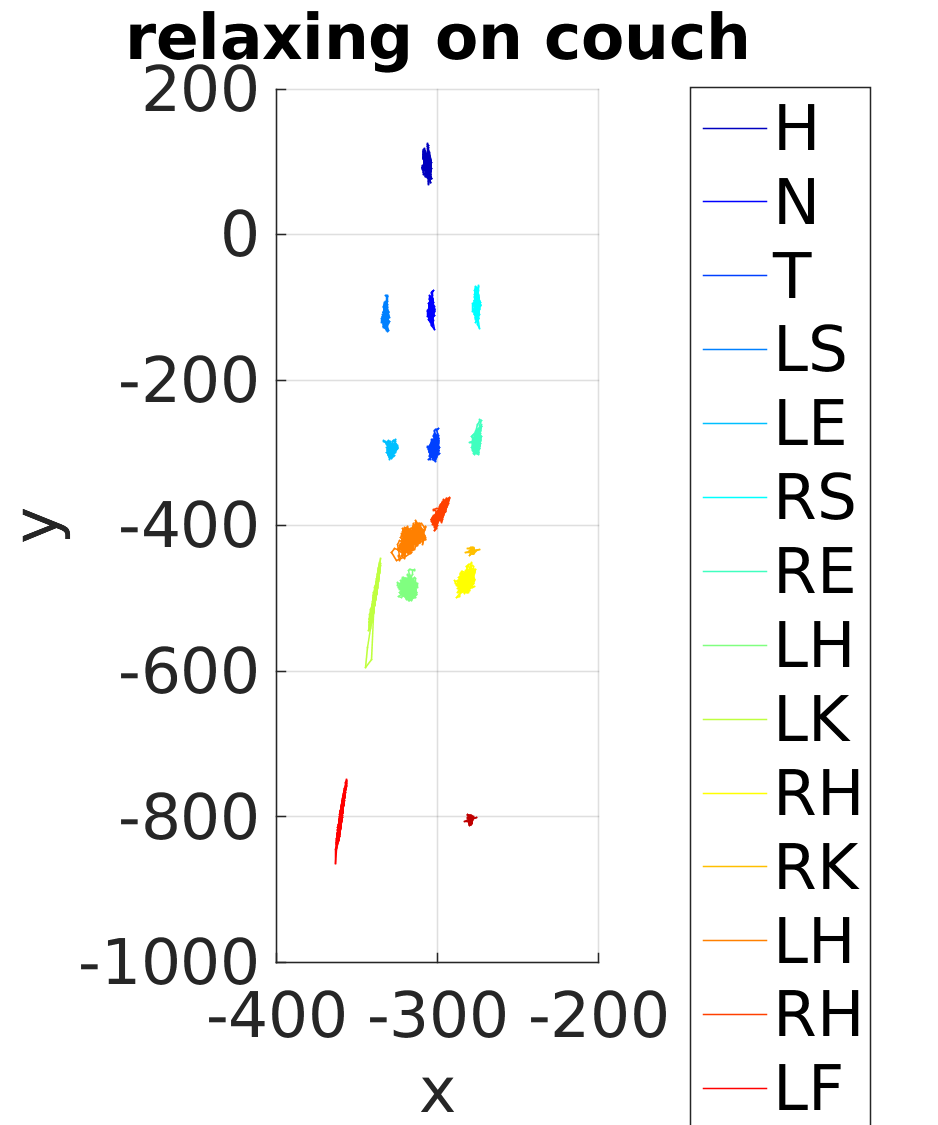 relaxing on couch
200
0
-200
-400
-600
-800
-1000
-400 -300 -200
x
y
H
N
T
LS
LE
RS
RE
LH
LK
RH
RK
LH
RH
LF